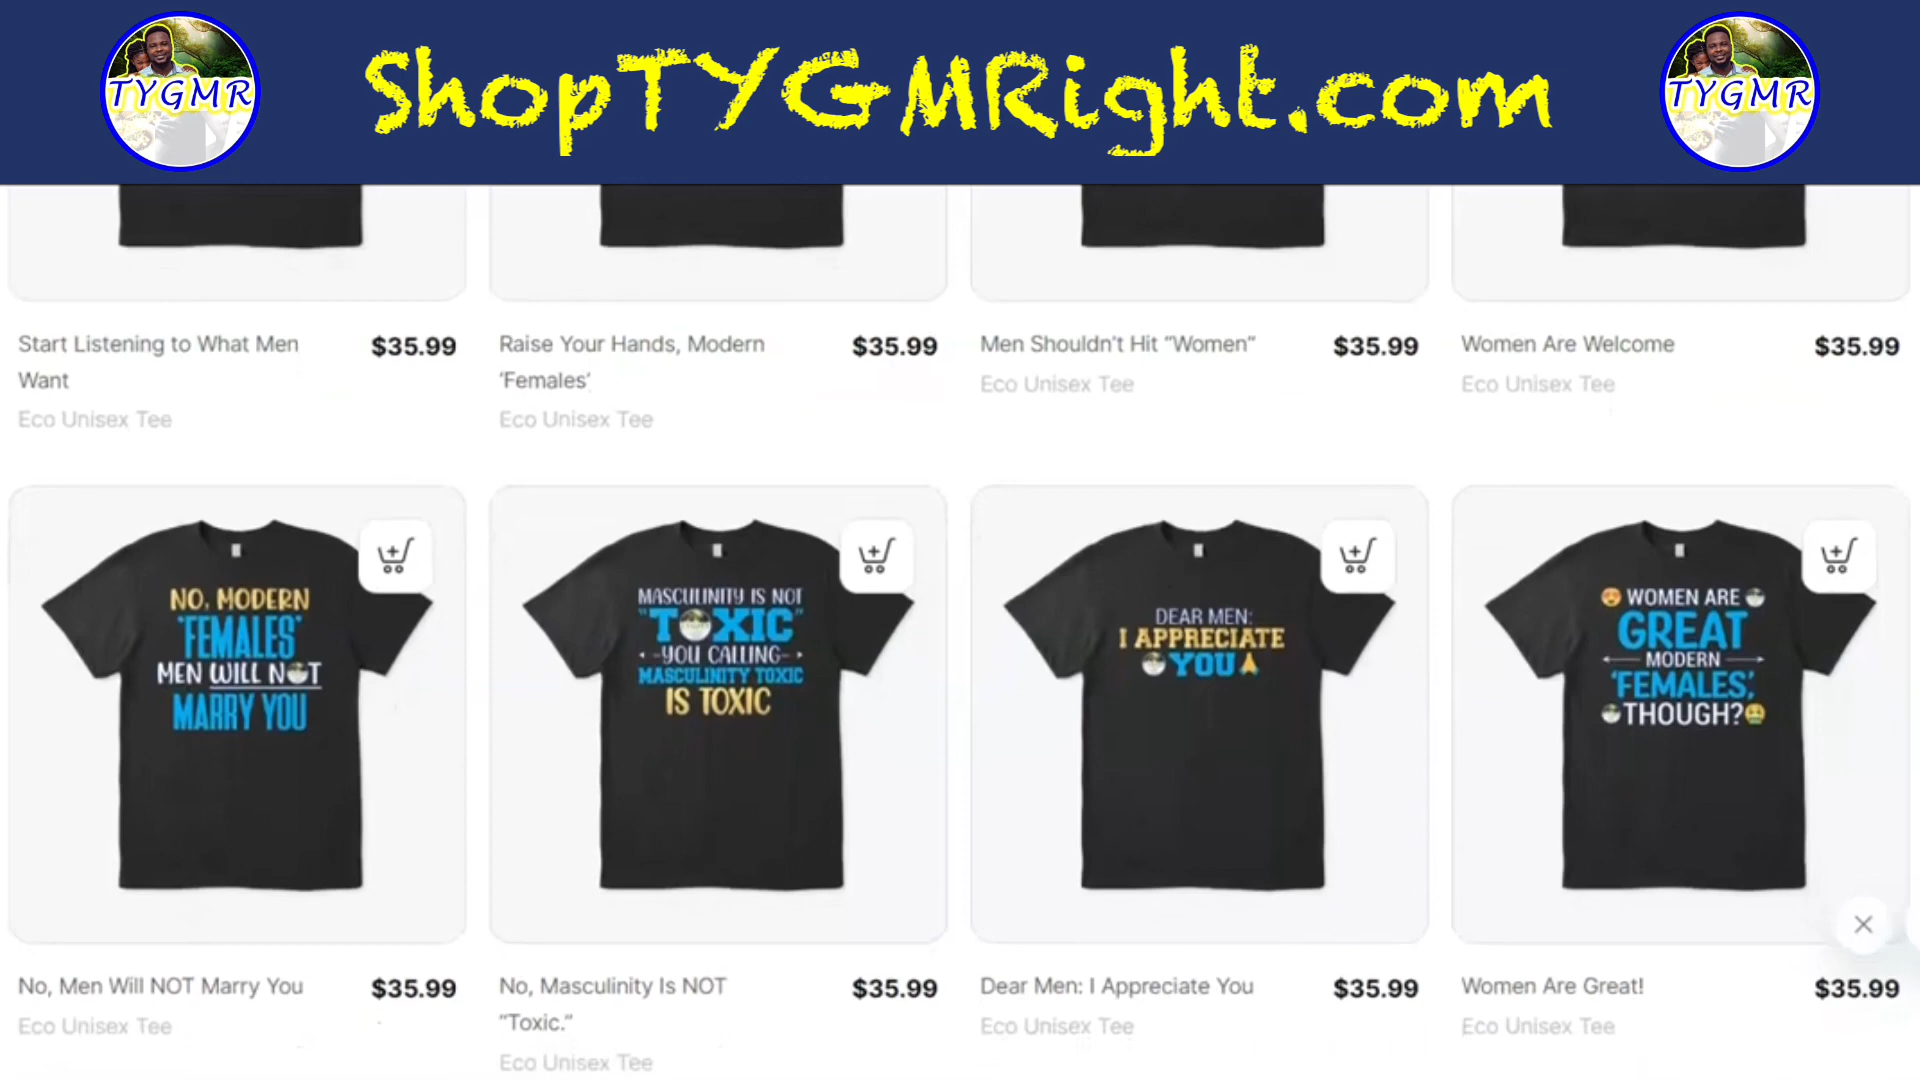 TYGMR
ShopTYGMRight.com
TYGMR
Start Listening to What Men
Want
$35.99
Eco Unisex Tee
Raise Your Hands, Modern
‘Females’
$35.99
Eco Unisex Tee
Men Shouldn't Hit “Women”
$35.99
Eco Unisex Tee
Women Are Welcome
$35.99
Eco Unisex Tee
NO, MODERN
'FEMALES'
MEN WILL NOT
MARRY YOU
MASCULINITY IS NOT
"TOXIC"
-YOU CALLING-
MASCULINITY TOXIC
IS TOXIC
DEAR MEN:
I APPRECIATE
YOU🙏
😍 WOMEN ARE
GREAT
MODERN
'FEMALES',
THOUGH?🤮
No, Men Will NOT Marry You
$35.99
Eco Unisex Tee
No, Masculinity Is NOT
“Toxic.”
$35.99
Eco Unisex Tee
Dear Men: I Appreciate You
$35.99
Eco Unisex Tee
Women Are Great!
$35.99
Eco Unisex Tee